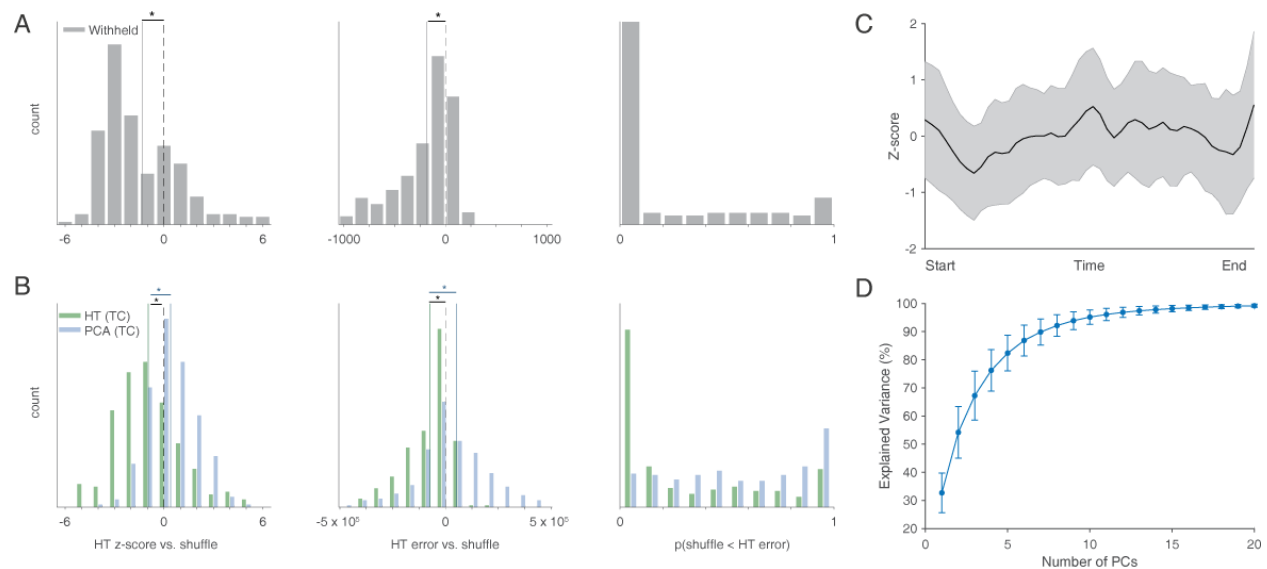 A
Withheld
*
*
count
-6
0
6
-1000
0
1000
0
1
B
HT (TC)
PCA (TC)
*
*
*
*
count
-6
0
6
-5 x 10⁵
0
5 x 10⁵
0
1
HT z-score vs. shuffle
HT error vs. shuffle
p(shuffle < HT error)
C
2
1
0
-1
-2
Z-score
Start
Time
End
D
100
90
80
70
60
50
40
30
20
Explained Variance (%)
0
5
10
15
20
Number of PCs